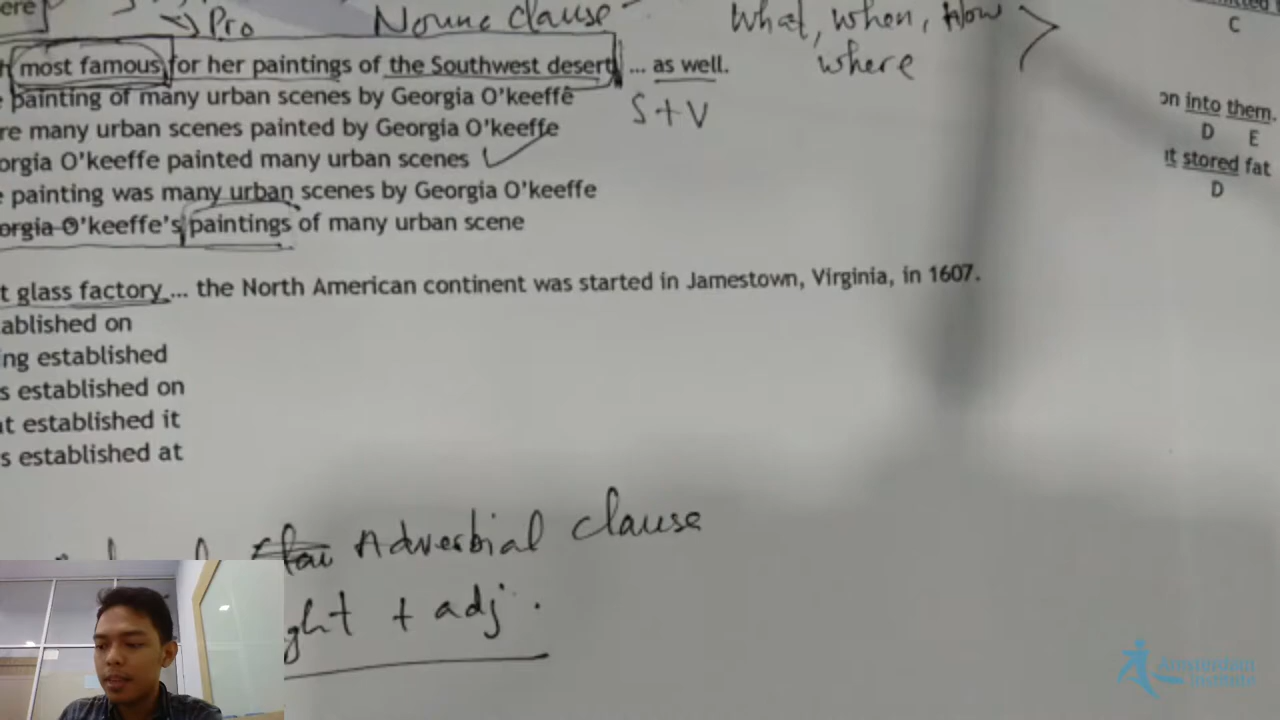 ere
Pro Noune clause What, when, How
where
C
most famous for her paintings of the Southwest desert ... as well.
S + V
painting of many urban scenes by Georgia O'keeffe
re many urban scenes painted by Georgia O'keeffe
orgia O'keeffe painted many urban scenes
e painting was many urban scenes by Georgia O'keeffe
orgia O'keeffe's paintings of many urban scene
on into them.
D E
it stored fat
D
t glass factory ... the North American continent was started in Jamestown, Virginia, in 1607.
ablished on
ng established
s established on
at established it
s established at
Adverbial clause
ght + adj.
Amsterdam
Institute